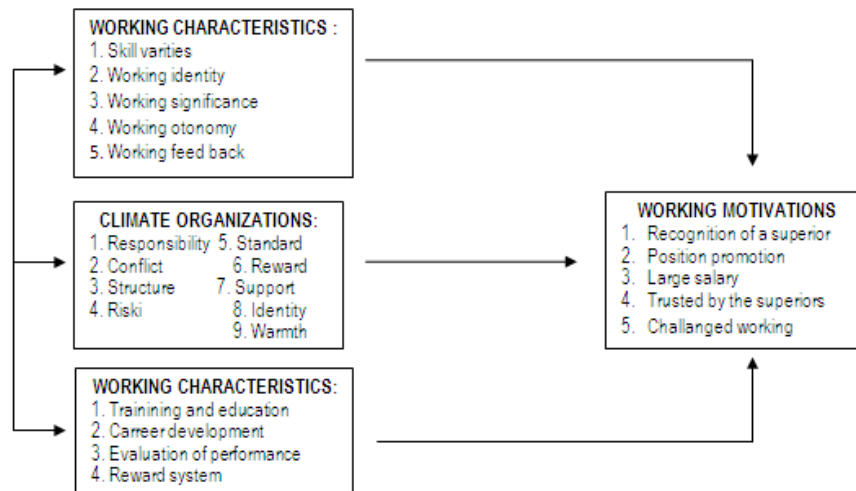 WORKING CHARACTERISTICS :
1. Skill varities
2. Working identity
3. Working significance
4. Working otonomy
5. Working feed back
CLIMATE ORGANIZATIONS:
1. Responsibility 5. Standard
2. Conflict 6. Reward
3. Structure 7. Support
4. Riski 8. Identity
9. Warmth
WORKING CHARACTERISTICS:
1. Trainining and education
2. Carreer development
3. Evaluation of performance
4. Reward system
WORKING MOTIVATIONS
1. Recognition of a superior
2. Position promotion
3. Large salary
4. Trusted by the superiors
5. Challanged working